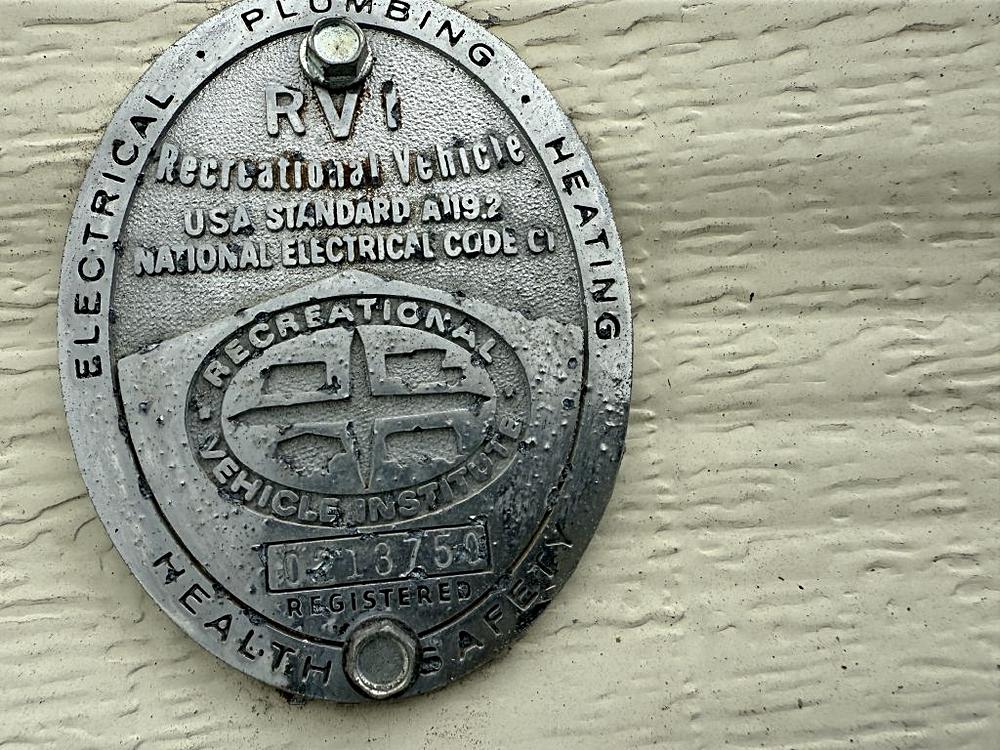 ELECTRICAL • PLUMBING • HEATING
RVI
Recreational Vehicle
USA STANDARD A119.2
NATIONAL ELECTRICAL CODE C1
RECREATIONAL
VEHICLE INSTITUTE
0213750
REGISTERED
HEALTH SAFETY